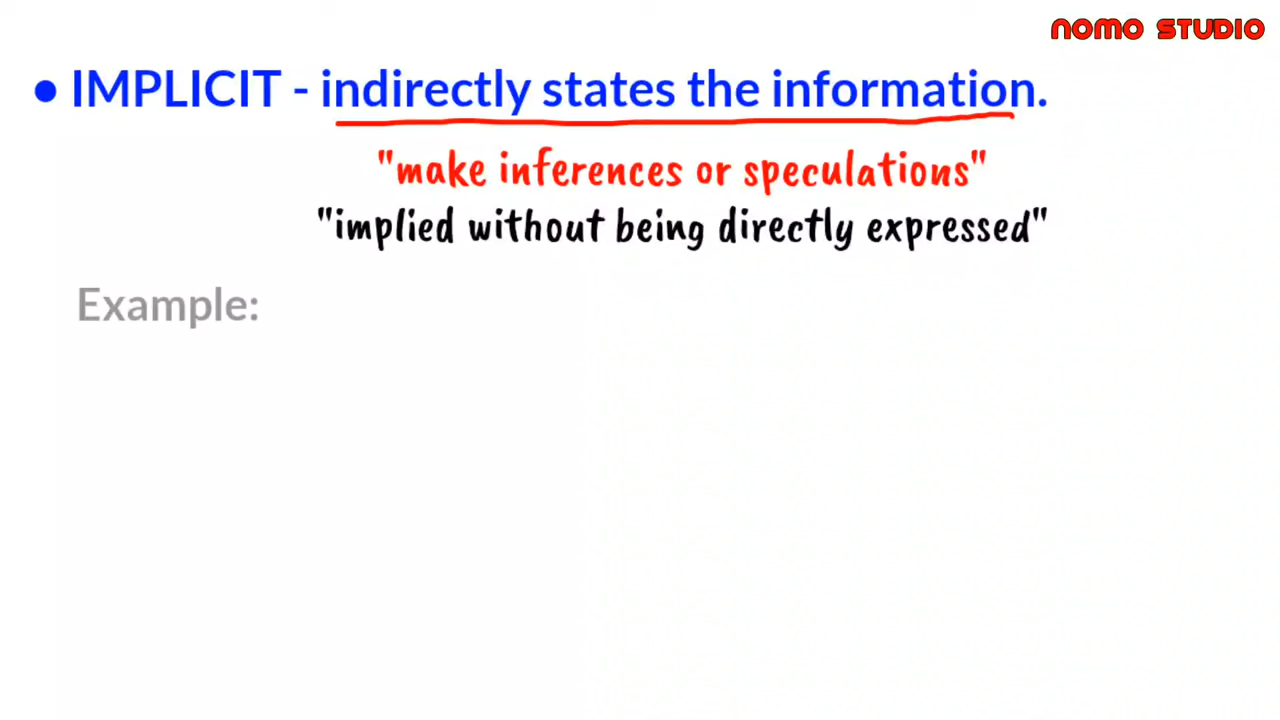 NOMO STUDIO
• IMPLICIT - indirectly states the information.
"make inferences or speculations"
"implied without being directly expressed"
Example: